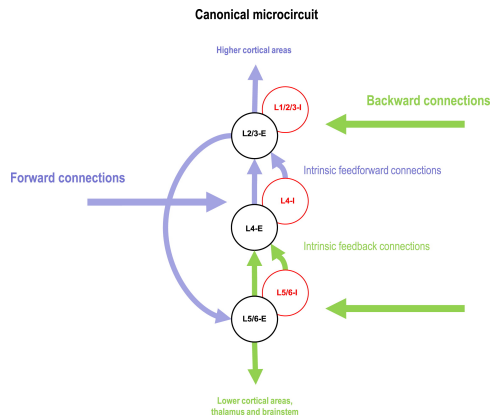 Canonical microcircuit
Higher cortical areas
L1/2/3-I
Backward connections
L2/3-E
Intrinsic feedforward connections
Forward connections
L4-I
L4-E
Intrinsic feedback connections
L5/6-I
L5/6-E
Lower cortical areas,
thalamus and brainstem